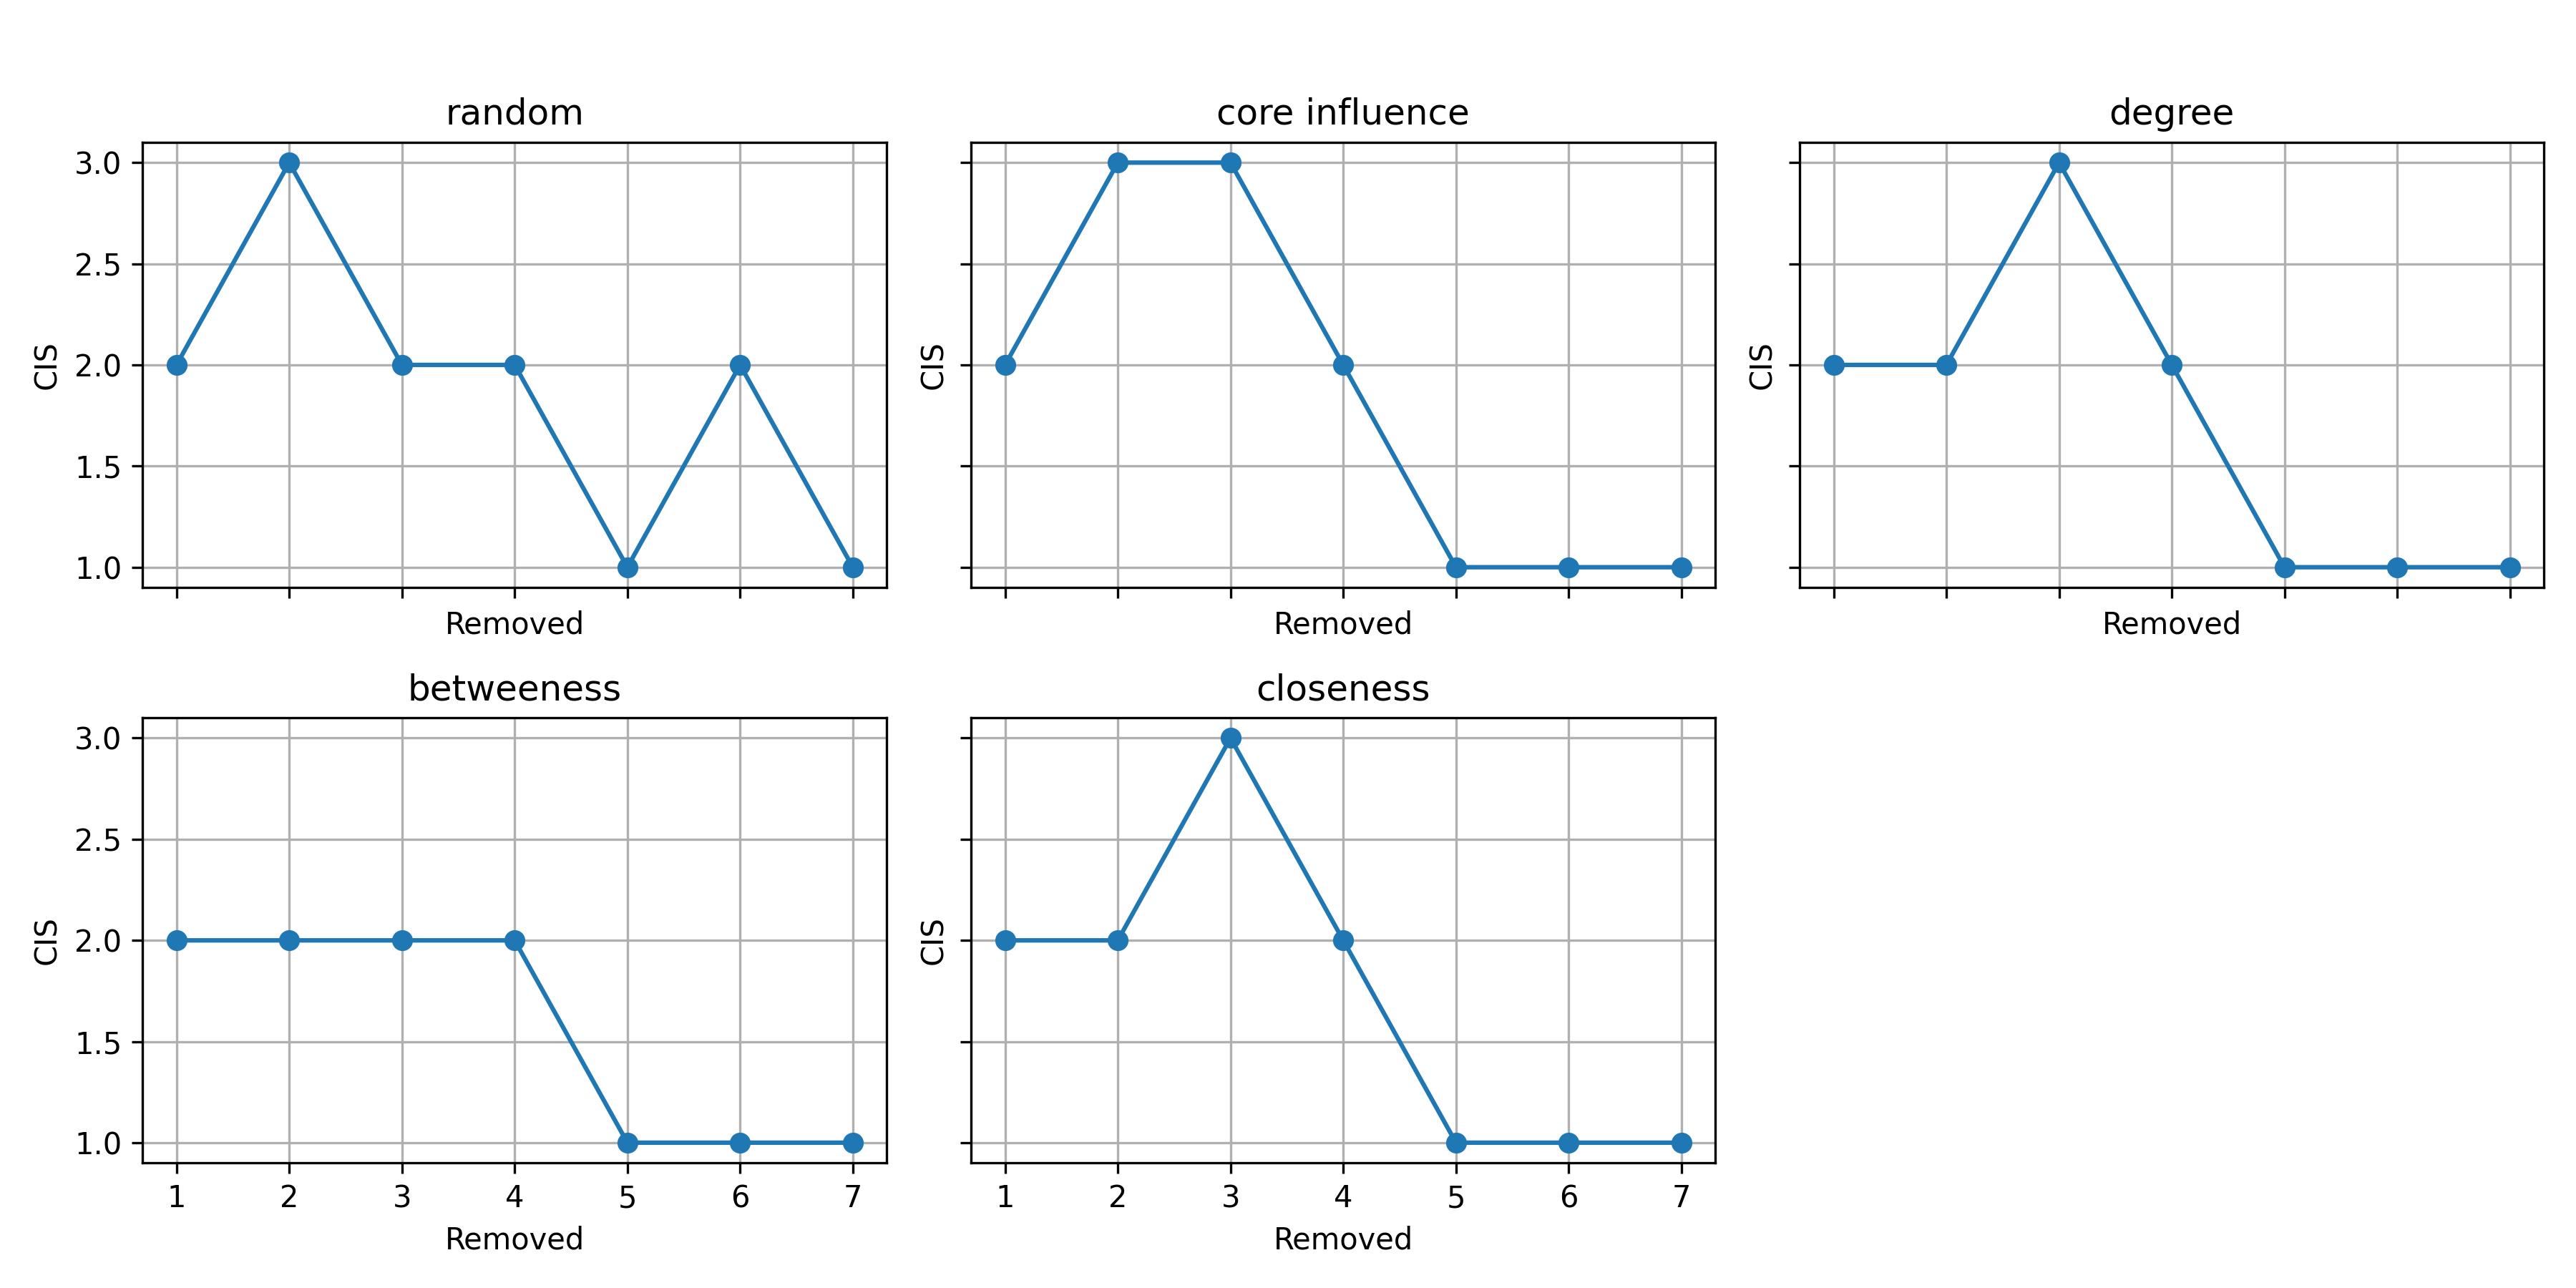 random
3.0
2.5
2.0
1.5
1.0
CIS
Removed
core influence
CIS
Removed
degree
CIS
Removed
betweeness
3.0
2.5
2.0
1.5
1.0
CIS
1 2 3 4 5 6 7
Removed
closeness
CIS
1 2 3 4 5 6 7
Removed